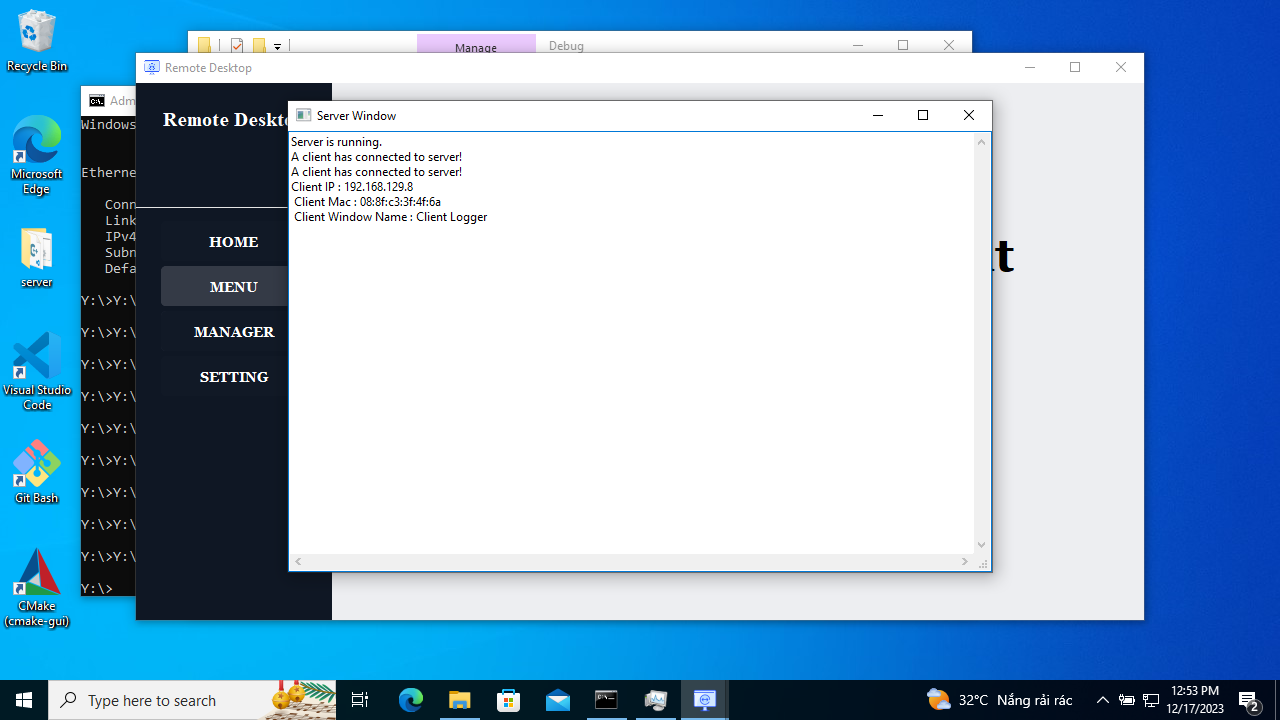 Recycle Bin
Microsoft Edge
server
Visual Studio Code
Git Bash
CMake (cmake-gui)
Manage
Debug
Adm
Windows
Etherne
Conn
Link
IPv4
Subn
Defa
Y:\>Y:\
Y:\>Y:\
Y:\>Y:\
Y:\>Y:\
Y:\>Y:\
Y:\>Y:\
Y:\>Y:\
Y:\>Y:\
Y:\>Y:\
Y:\>
Remote Desktop
Remote Deskto
HOME
MENU
MANAGER
SETTING
Server Window
Server is running.
A client has connected to server!
A client has connected to server!
Client IP : 192.168.129.8
Client Mac : 08:8f:c3:3f:4f:6a
Client Window Name : Client Logger
Type here to search
32°C Nắng rải rác
12:53 PM
12/17/2023
2